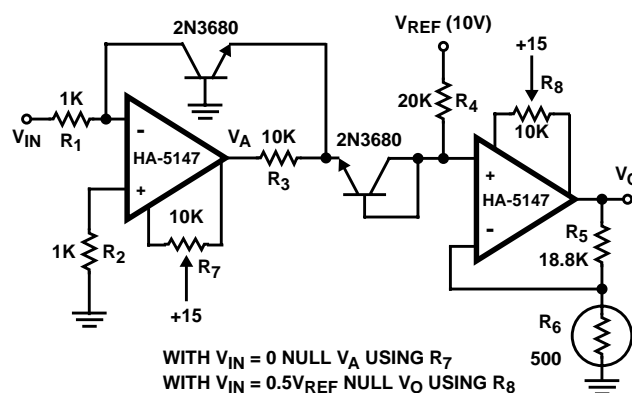 2N3680
V_REF (10V)
+15
R8
1K
20K
R4
10K
VIN
R1
-
VA
10K
2N3680
HA-5147
R3
+
HA-5147
VO
+
10K
-
R5
1K
R2
R7
18.8K
+15
R6
500
WITH VIN = 0 NULL VA USING R7
WITH VIN = 0.5VREF NULL VO USING R8